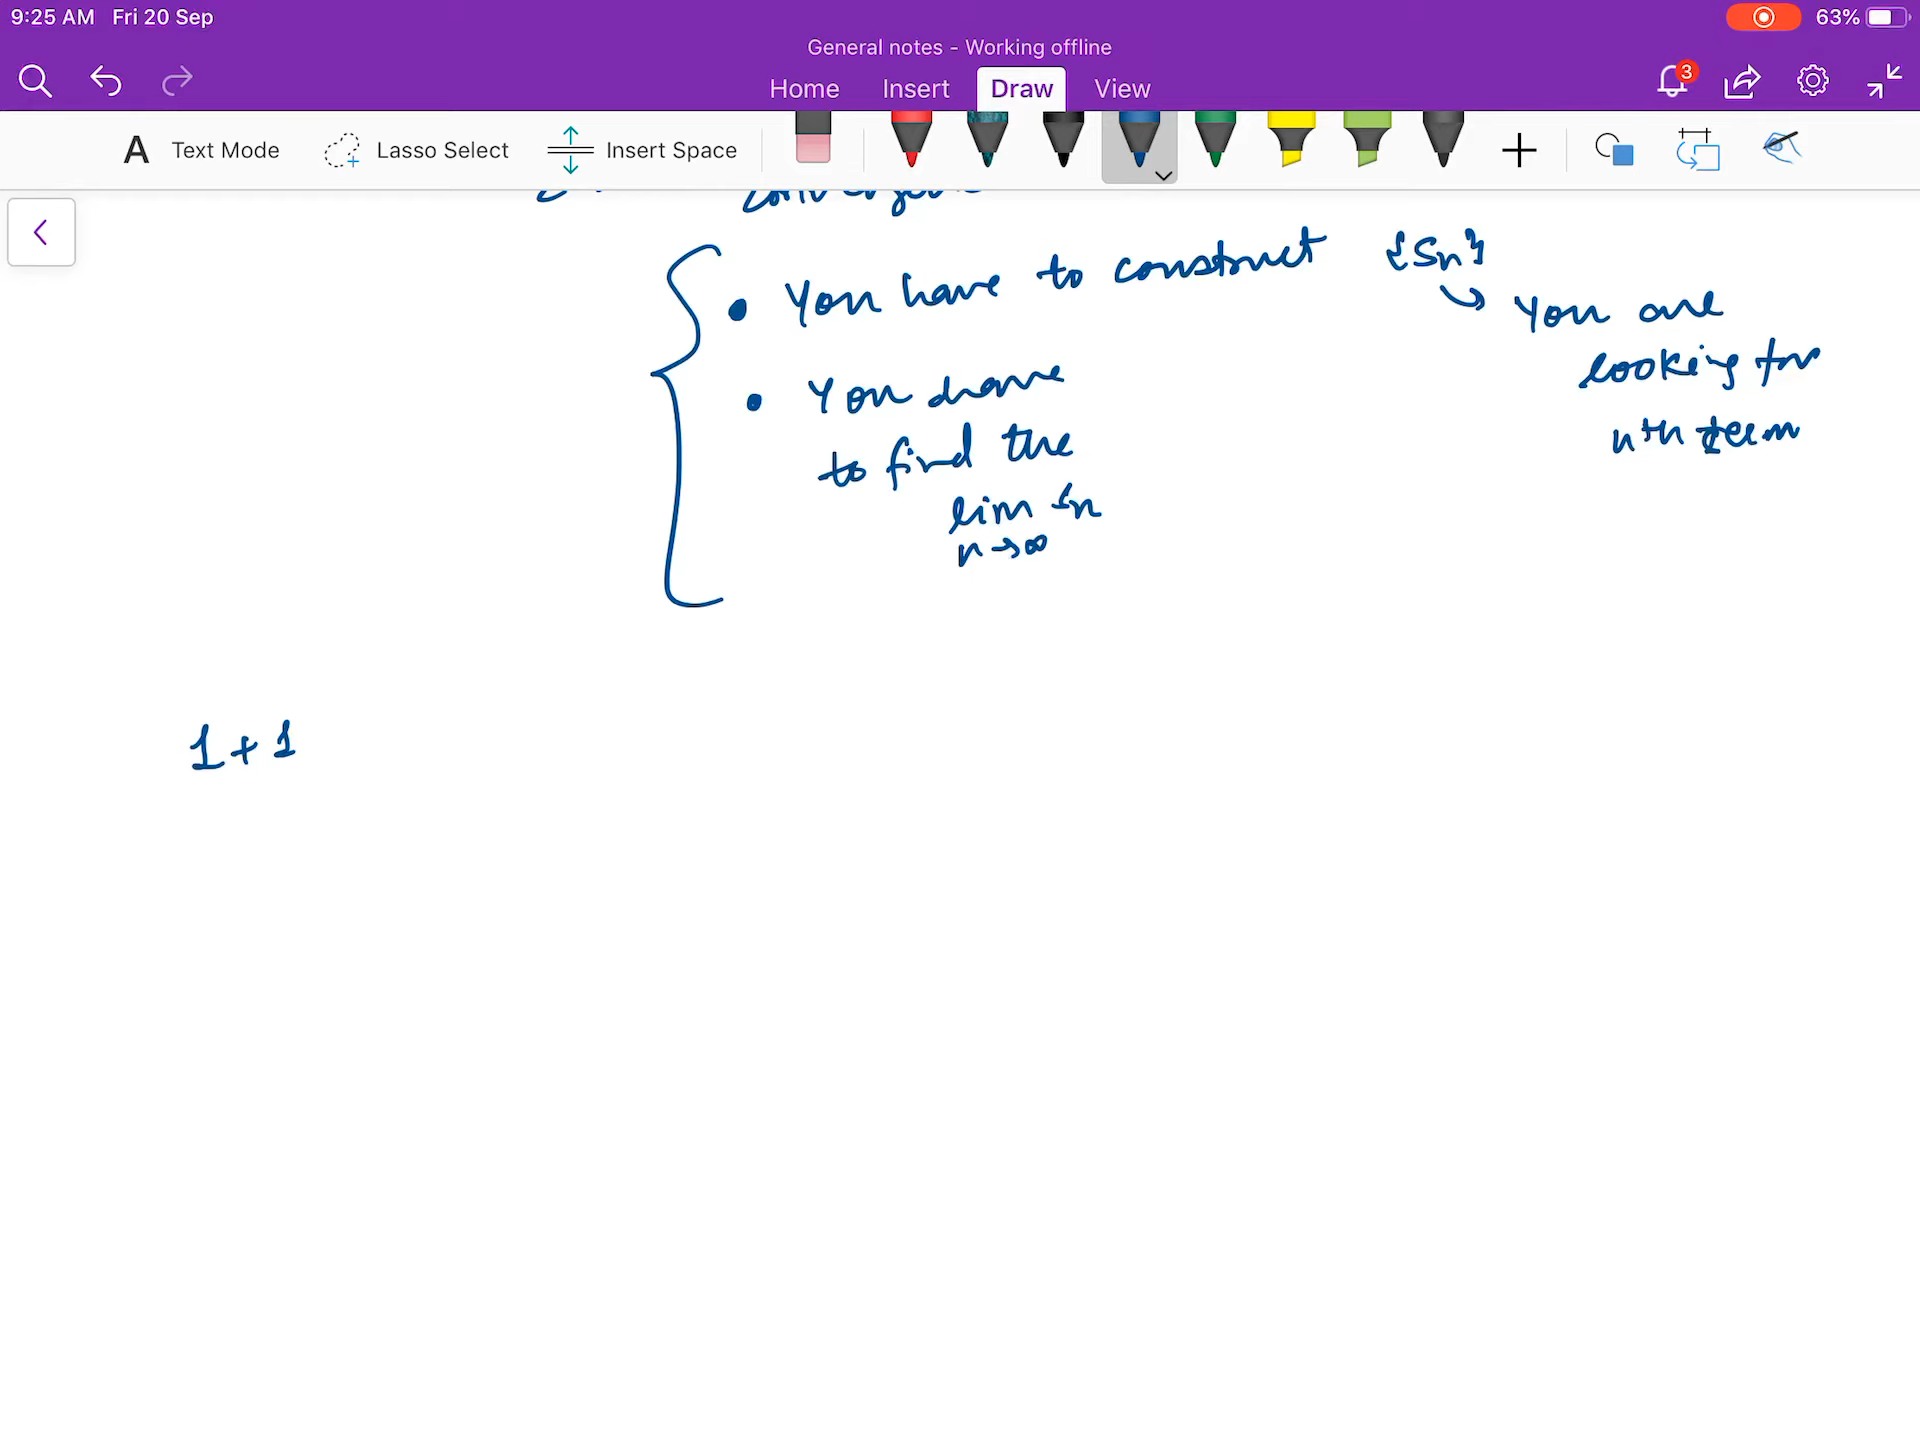 9:25 AM Fri 20 Sep
63%
General notes - Working offline
Home Insert Draw View
3
A Text Mode Lasso Select Insert Space
• You have to construct {Sn}
↘ You are
looking for
nth term
• You have
to find the
lim Sn
n→∞
1+1